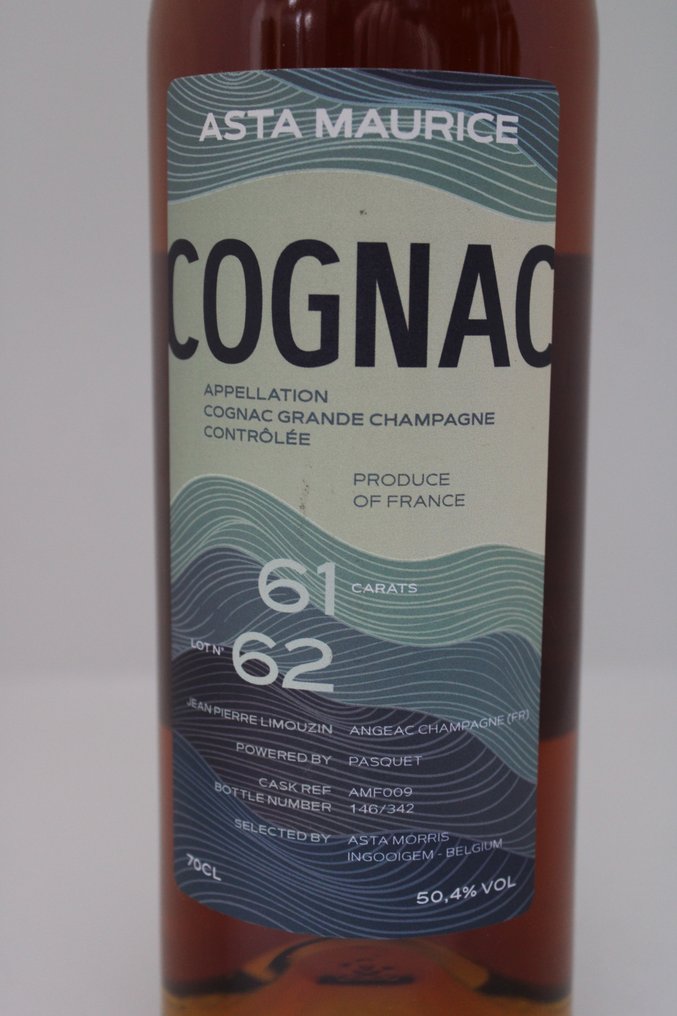 ASTA MAURICE
COGNAC
APPELLATION
COGNAC GRANDE CHAMPAGNE
CONTRÔLÉE
PRODUCE
OF FRANCE
61 CARATS
LOT N° 62
JEAN PIERRE LIMOUZIN ANGEAC CHAMPAGNE (FR)
POWERED BY PASQUET
CASK REF AMF009
BOTTLE NUMBER 146/342
SELECTED BY ASTA MORRIS
INGOOIGEM - BELGIUM
70CL
50,4% VOL